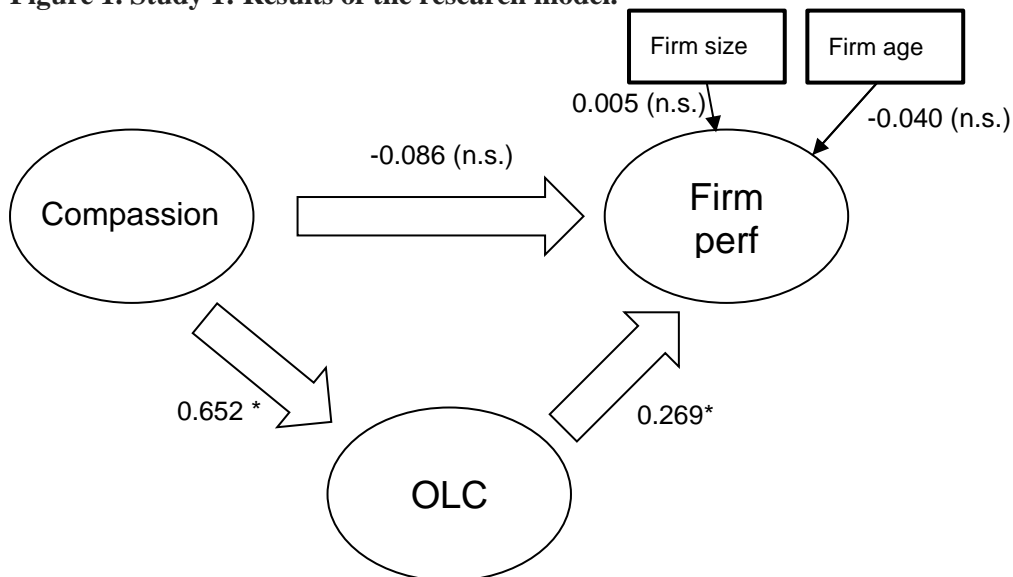 Figure 1. Study 1: Results of the research model.
Firm size
Firm age
0.005 (n.s.)
-0.040 (n.s.)
-0.086 (n.s.)
Compassion
Firm
perf
0.652 *
0.269*
OLC